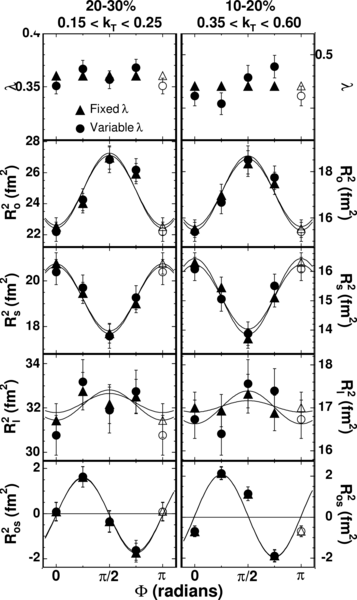 20-30%
10-20%
0.15 < k_T < 0.25
0.35 < k_T < 0.60
0.4
0.35
λ
0.5
λ
▲ Fixed λ
● Variable λ
28
26
24
22
R_o^2 (fm^2)
18
16
R_o^2 (fm^2)
20
18
R_s^2 (fm^2)
16
15
14
R_s^2 (fm^2)
34
32
30
R_l^2 (fm^2)
18
17
16
R_l^2 (fm^2)
2
0
-2
R_os^2 (fm^2)
2
0
-2
R_os (fm^2)
0
π/2
π
0
π/2
π
Φ (radians)